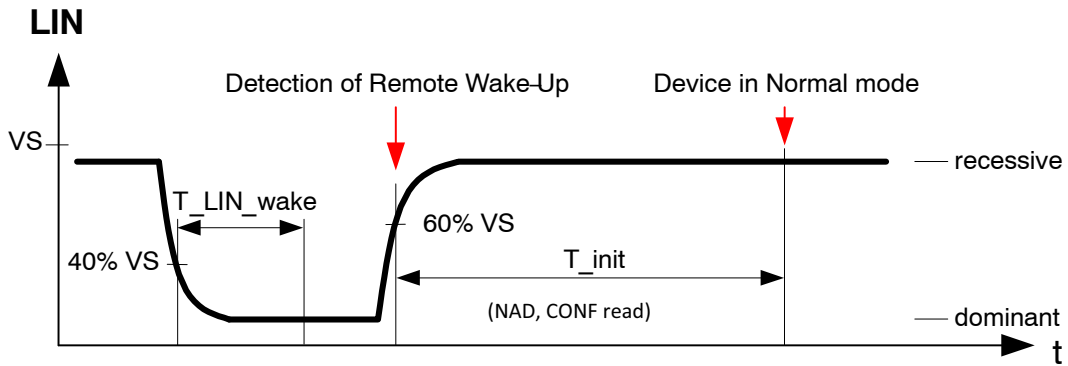 LIN
Detection of Remote Wake-Up
Device in Normal mode
VS
recessive
T_LIN_wake
60% VS
40% VS
T_init
(NAD, CONF read)
dominant
t